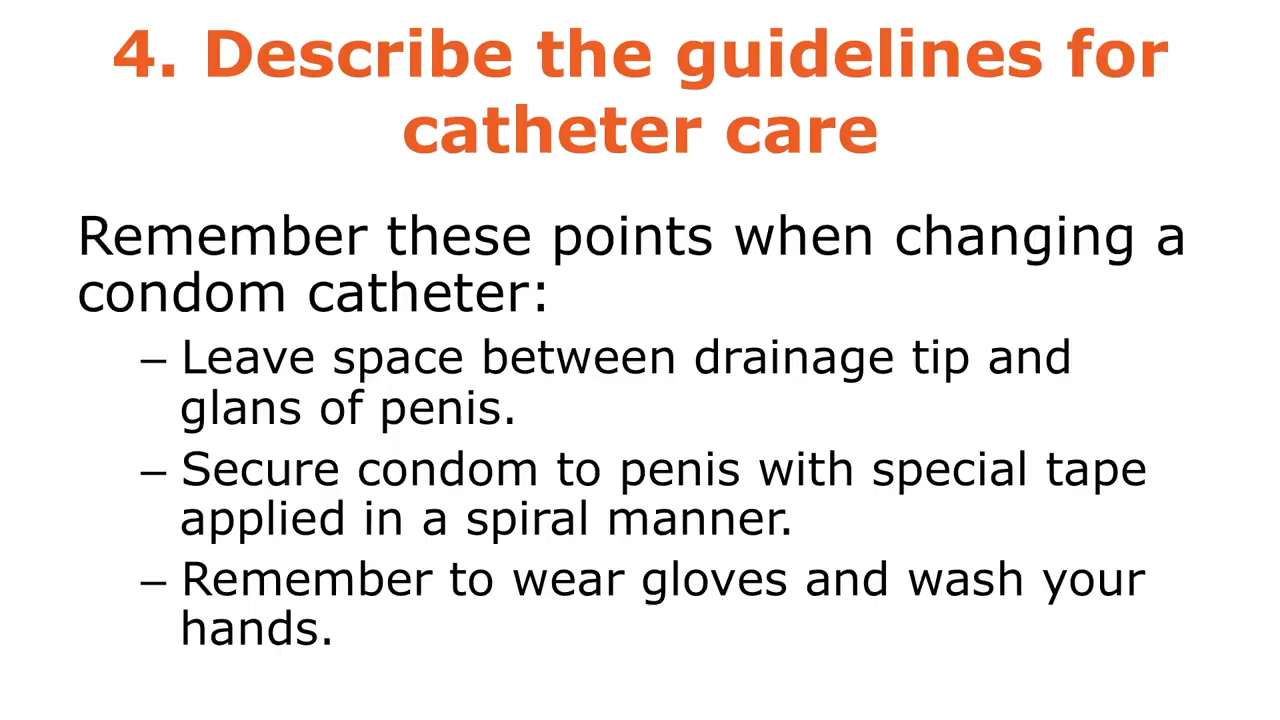 4. Describe the guidelines for
catheter care
Remember these points when changing a
condom catheter:
– Leave space between drainage tip and
glans of penis.
– Secure condom to penis with special tape
applied in a spiral manner.
– Remember to wear gloves and wash your
hands.